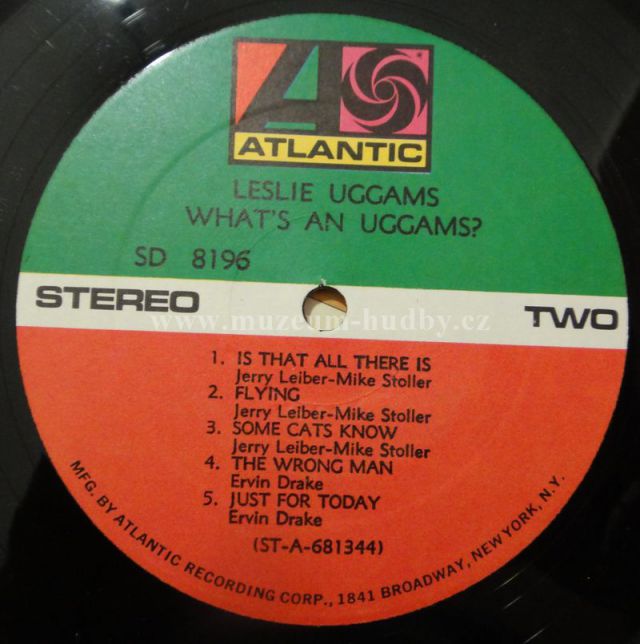 ATLANTIC
LESLIE UGGAMS
WHAT'S AN UGGAMS?
SD 8196
STEREO
TWO
www.muzeum-hudby.cz
1. IS THAT ALL THERE IS
Jerry Leiber-Mike Stoller
2. FLYING
Jerry Leiber-Mike Stoller
3. SOME CATS KNOW
Jerry Leiber-Mike Stoller
4. THE WRONG MAN
Ervin Drake
5. JUST FOR TODAY
Ervin Drake
(ST-A-681344)
MFG. BY ATLANTIC RECORDING CORP., 1841 BROADWAY, NEW YORK, N.Y.